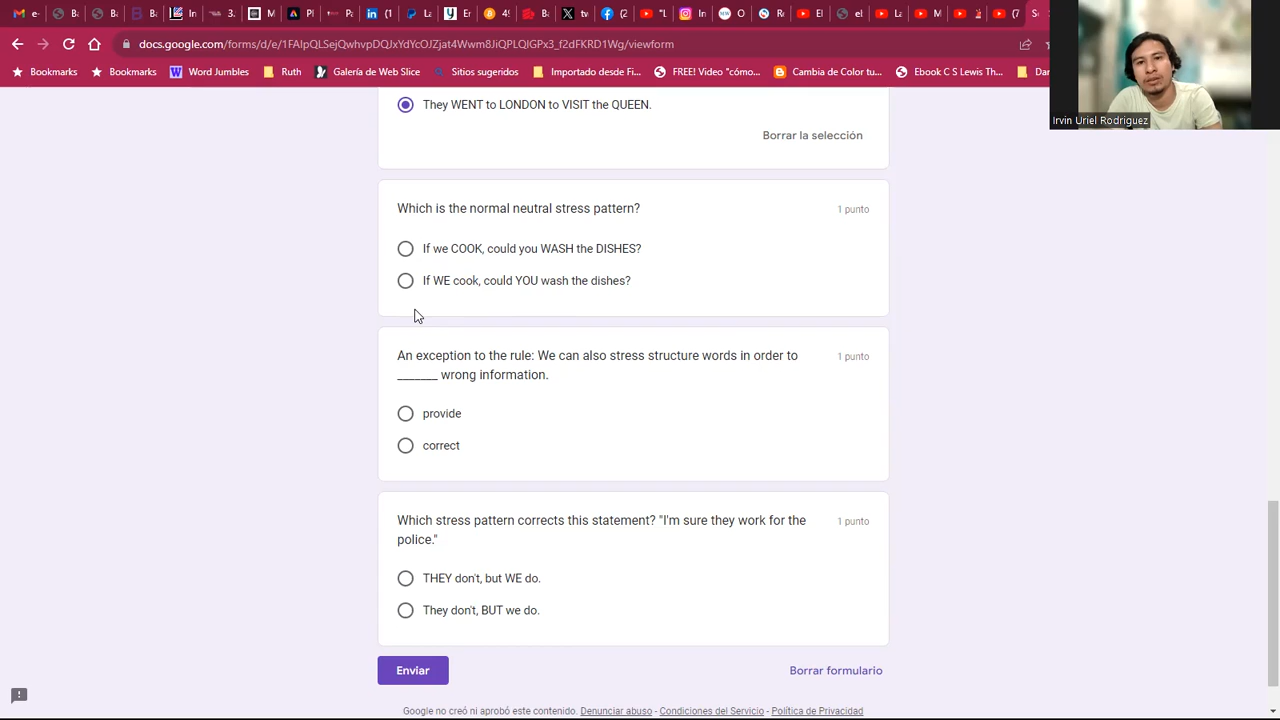 docs.google.com/forms/d/e/1FAIpQLSejQwhvpDQJxYdYcOJZjat4Wwm8JiQPLQIGPx3_f2dFKRD1Wg/viewform
Bookmarks Bookmarks Word Jumbles Ruth Galería de Web Slice Sitios sugeridos Importado desde Fi... FREE! Video "cómo... Cambia de Color tu... Ebook C S Lewis Th... Dar
Irvin Uriel Rodriguez
They WENT to LONDON to VISIT the QUEEN.
Borrar la selección
Which is the normal neutral stress pattern? 1 punto
If we COOK, could you WASH the DISHES?
If WE cook, could YOU wash the dishes?
An exception to the rule: We can also stress structure words in order to 1 punto
_______ wrong information.
provide
correct
Which stress pattern corrects this statement? "I'm sure they work for the 1 punto
police."
THEY don't, but WE do.
They don't, BUT we do.
Enviar Borrar formulario
Google no creó ni aprobó este contenido. Denunciar abuso - Condiciones del Servicio - Política de Privacidad